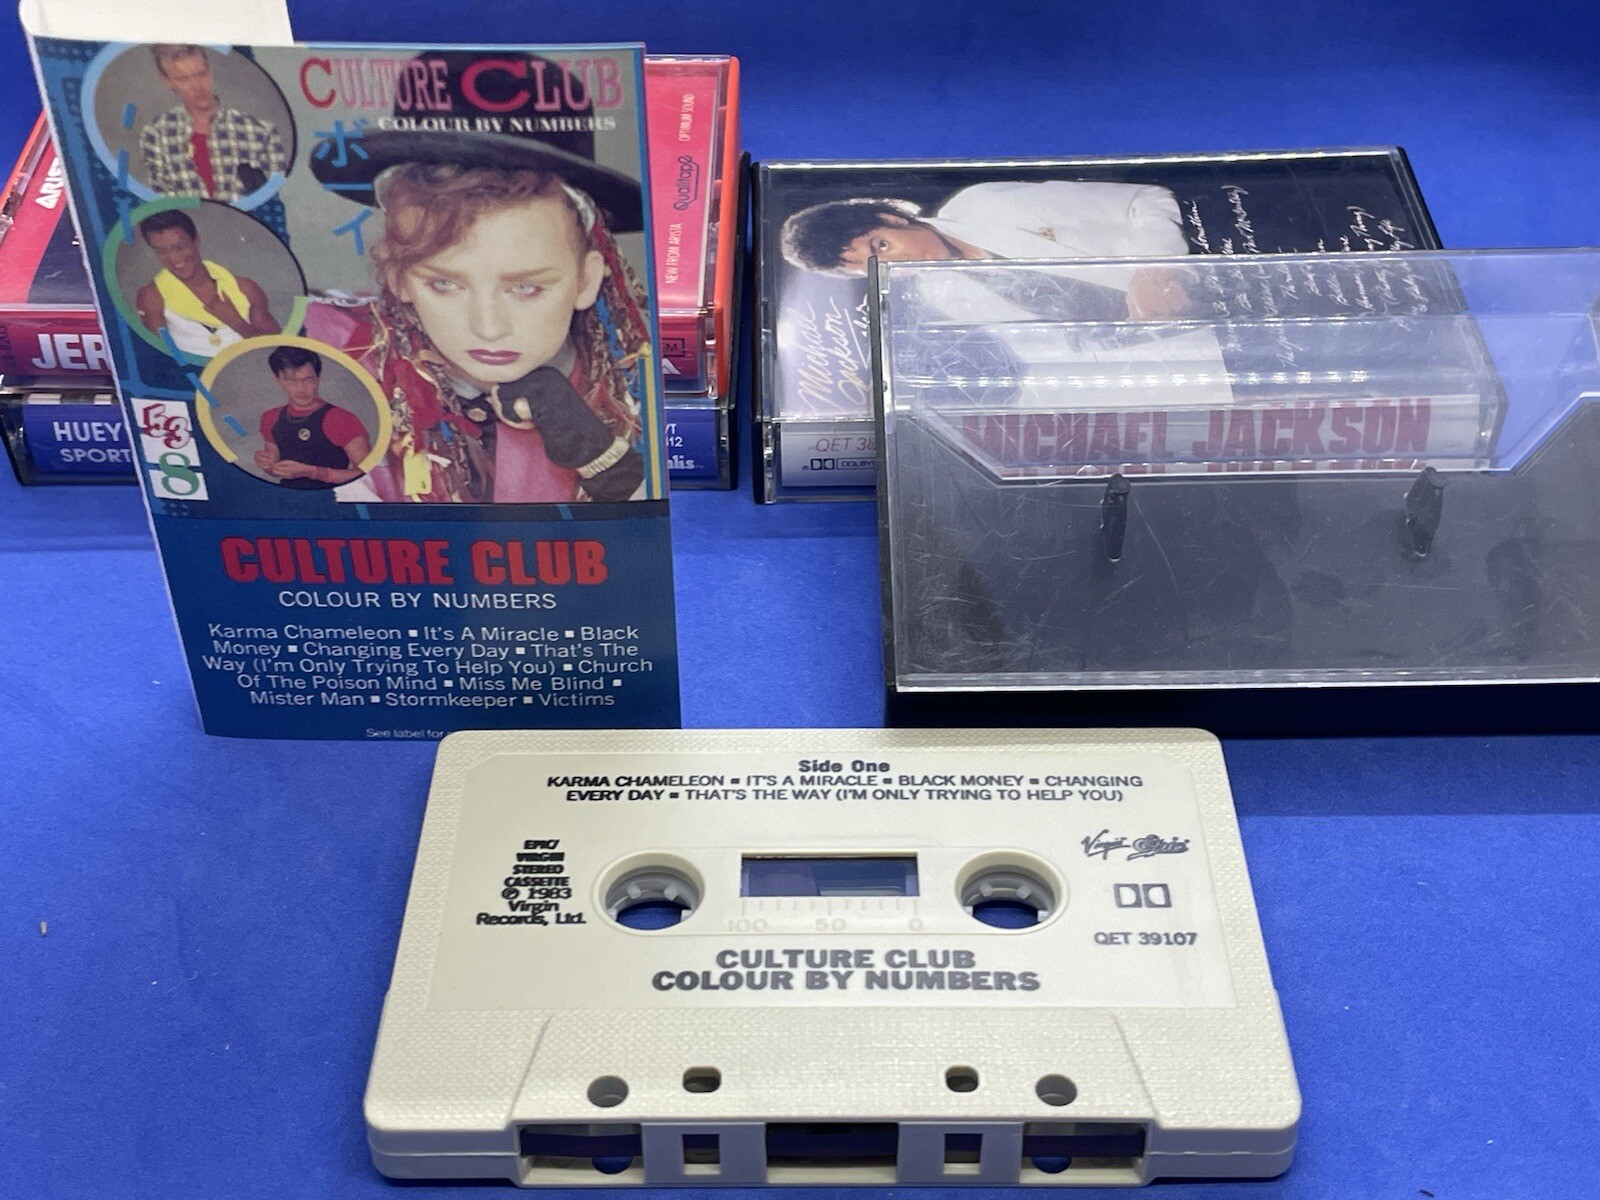 CULTURE CLUB
COLOUR BY NUMBERS
ボーイ
53
8
CULTURE CLUB
COLOUR BY NUMBERS
Karma Chameleon ■ It's A Miracle ■ Black
Money ■ Changing Every Day ■ That's The
Way (I'm Only Trying To Help You) ■ Church
Of The Poison Mind ■ Miss Me Blind ■
Mister Man ■ Stormkeeper ■ Victims
See label for
NEW FROM ARISTA
Qualitape
OPTIMUM SOUND
JER
HUEY
SPORT
Michael
Jackson
QET 38
DOLBY
MICHAEL JACKSON
Side One
KARMA CHAMELEON ■ IT'S A MIRACLE ■ BLACK MONEY ■ CHANGING
EVERY DAY ■ THAT'S THE WAY (I'M ONLY TRYING TO HELP YOU)
EPIC/
VIRGIN
STEREO
CASSETTE
℗ 1983
Virgin
Records, Ltd.
Virgin Epic
QET 39107
100 50 0
CULTURE CLUB
COLOUR BY NUMBERS